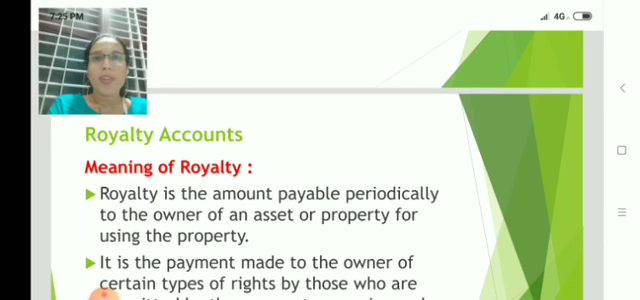 7:25 PM
4G
Royalty Accounts
Meaning of Royalty :
Royalty is the amount payable periodically
to the owner of an asset or property for
using the property.
It is the payment made to the owner of
certain types of rights by those who are